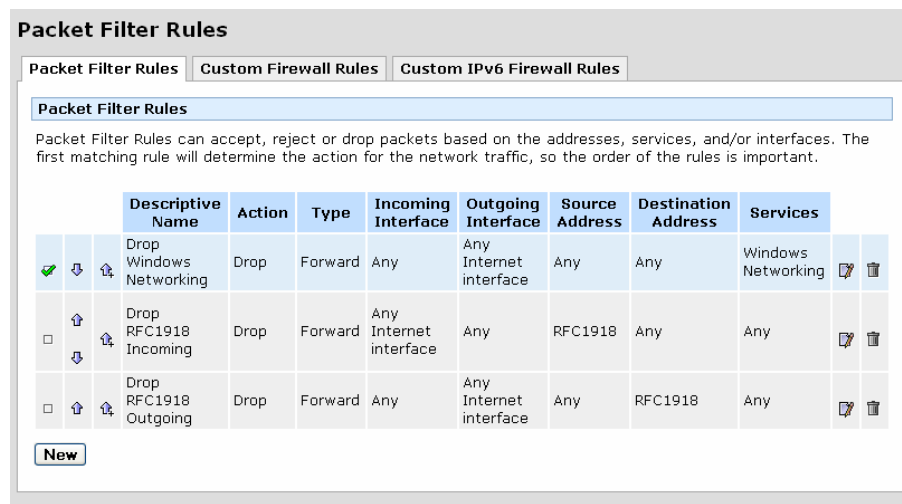 Packet Filter Rules
Packet Filter Rules Custom Firewall Rules Custom IPv6 Firewall Rules
Packet Filter Rules
Packet Filter Rules can accept, reject or drop packets based on the addresses, services, and/or interfaces. The
first matching rule will determine the action for the network traffic, so the order of the rules is important.
Descriptive Name Action Type Incoming Interface Outgoing Interface Source Address Destination Address Services
Drop Windows Networking Drop Forward Any Any Internet interface Any Any Windows Networking
Drop RFC1918 Incoming Drop Forward Any Internet interface Any RFC1918 Any Any
Drop RFC1918 Outgoing Drop Forward Any Any Internet interface Any RFC1918 Any
New